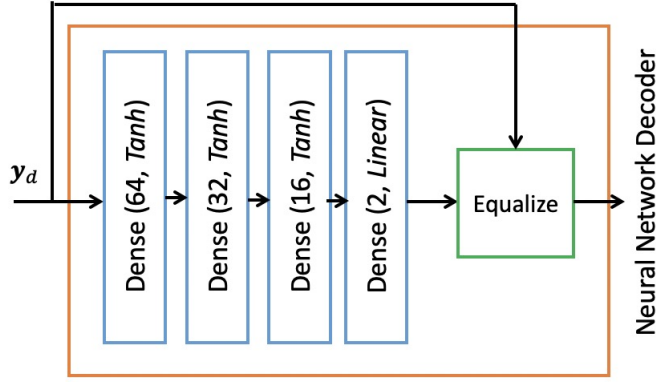 y_d
Dense (64, Tanh)
Dense (32, Tanh)
Dense (16, Tanh)
Dense (2, Linear)
Equalize
Neural Network Decoder